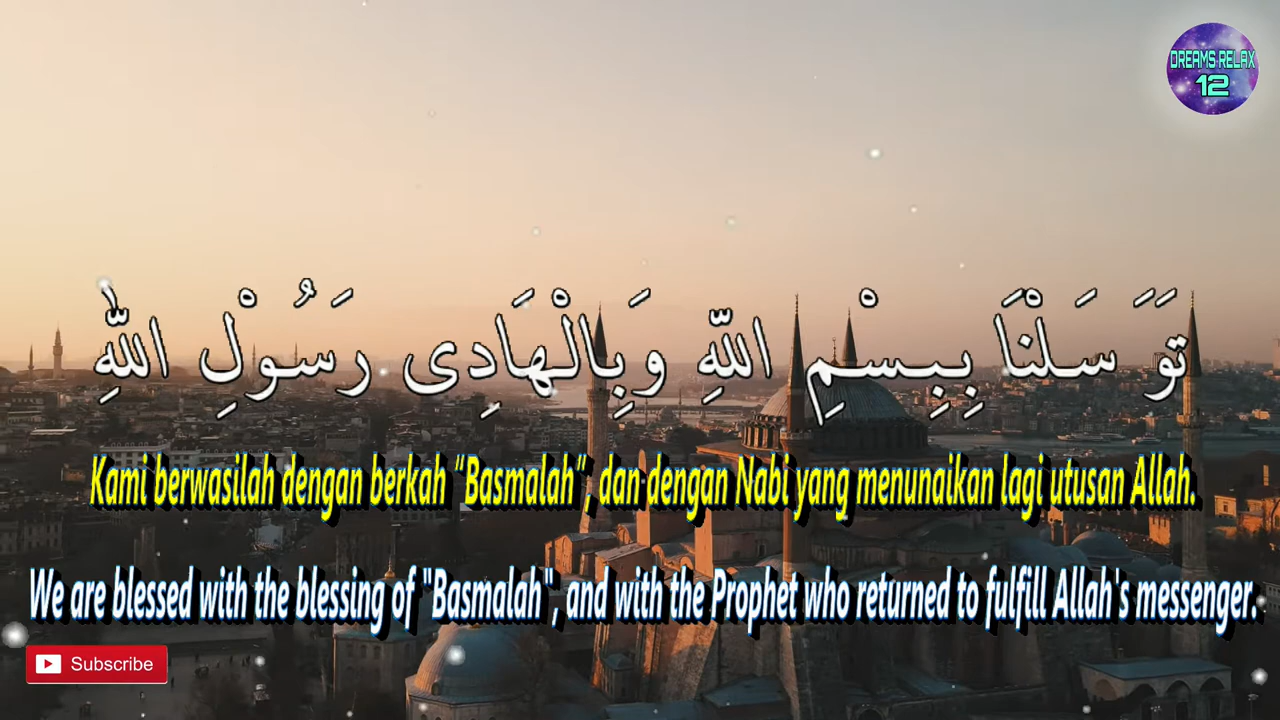 DREAMS RELAX
12
تَوَ سَلْنَا بِبِسْمِ اللّٰهِ وَبِالْهَادِى رَسُوْلِ اللّٰهِ
Kami berwasilah dengan berkah “Basmalah”, dan dengan Nabi yang menunaikan lagi utusan Allah.
We are blessed with the blessing of "Basmalah", and with the Prophet who returned to fulfill Allah's messenger.
Subscribe